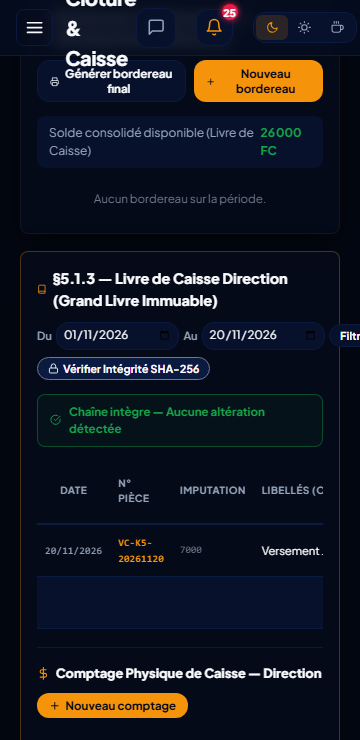 Clôture
&
Caisse
25
Générer bordereau
final
Nouveau
bordereau
Solde consolidé disponible (Livre de
Caisse)
26000
FC
Aucun bordereau sur la période.
§5.1.3 — Livre de Caisse Direction
(Grand Livre Immuable)
Du 01/11/2026 Au 20/11/2026 Filtr
Vérifier Intégrité SHA-256
Chaîne intègre — Aucune altération
détectée
DATE N° PIÈCE IMPUTATION LIBELLÉS (C
20/11/2026 VC-K5-20261120 7000 Versement
Comptage Physique de Caisse — Direction
Nouveau comptage